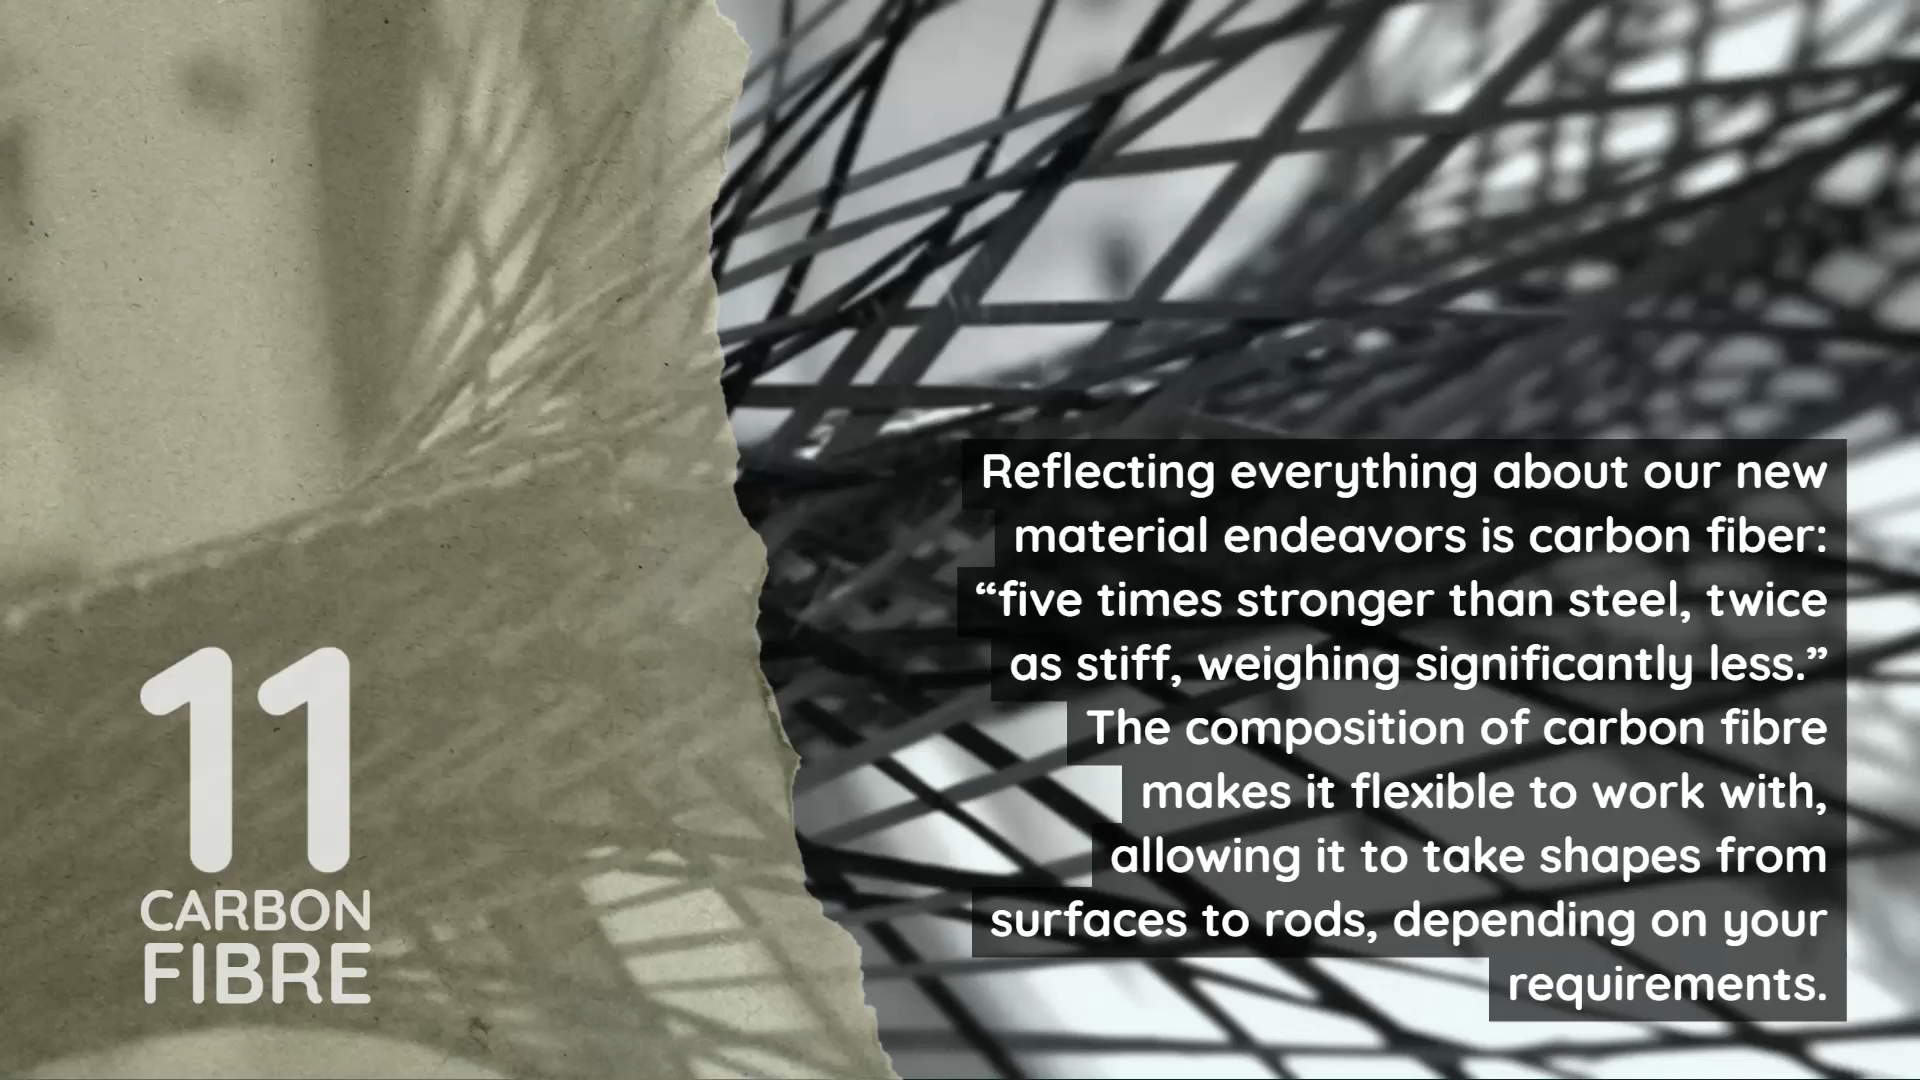 11
CARBON
FIBRE
Reflecting everything about our new
material endeavors is carbon fiber:
“five times stronger than steel, twice
as stiff, weighing significantly less.”
The composition of carbon fibre
makes it flexible to work with,
allowing it to take shapes from
surfaces to rods, depending on your
requirements.